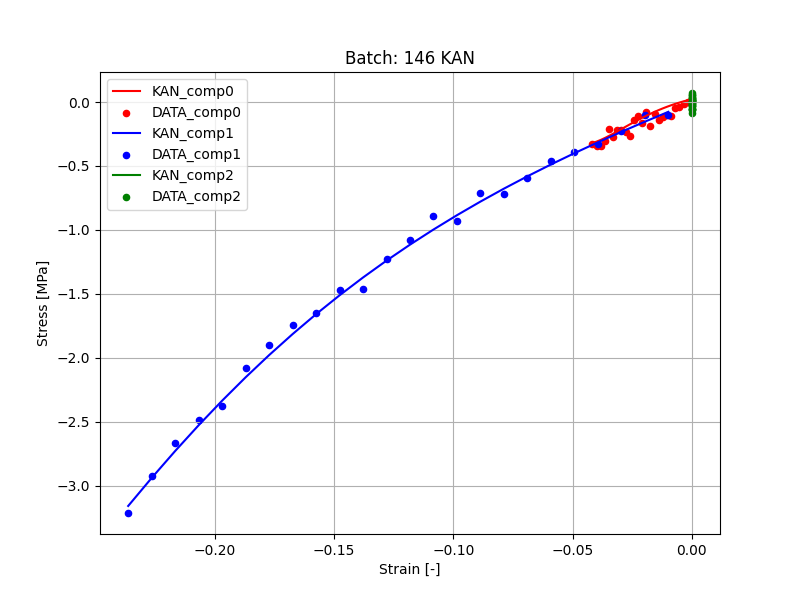 Batch: 146 KAN
KAN_comp0
DATA_comp0
KAN_comp1
DATA_comp1
KAN_comp2
DATA_comp2
0.0
−0.5
−1.0
−1.5
−2.0
−2.5
−3.0
Stress [MPa]
−0.20
−0.15
−0.10
−0.05
0.00
Strain [-]